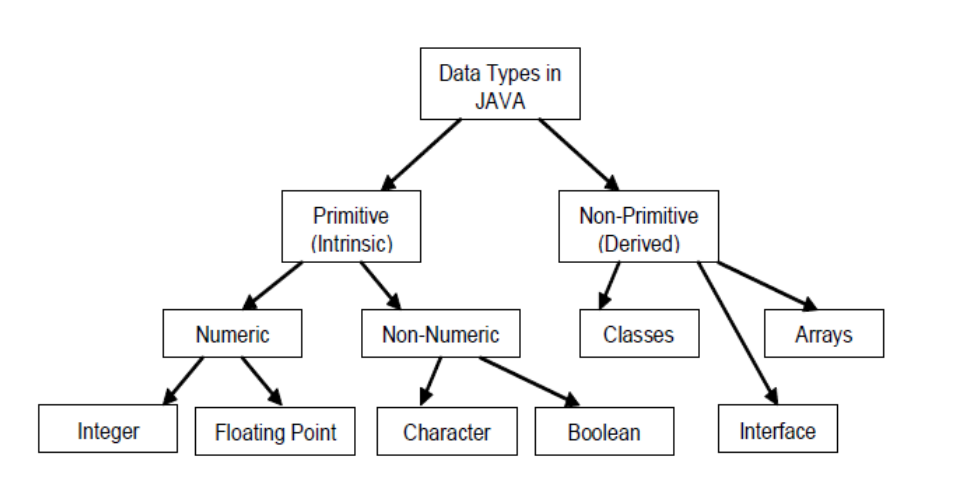 Data Types in
JAVA
Primitive
(Intrinsic)
Non-Primitive
(Derived)
Numeric
Non-Numeric
Classes
Arrays
Integer
Floating Point
Character
Boolean
Interface